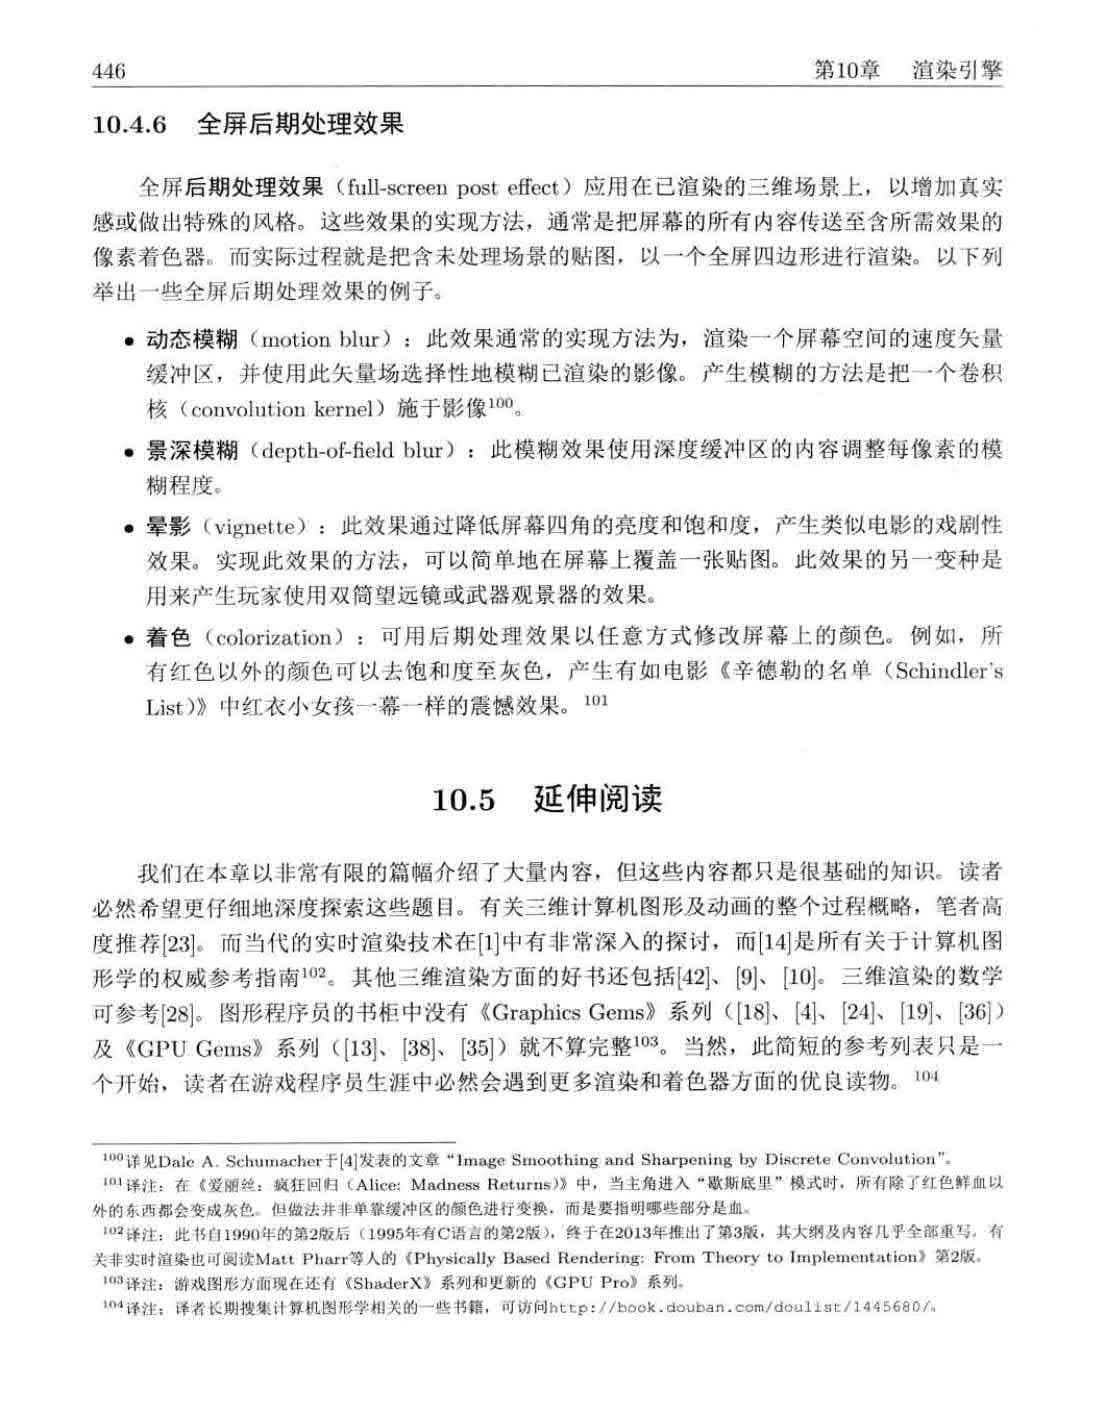 446
第10章 渲染引擎
10.4.6 全屏后期处理效果
全屏后期处理效果（full-screen post effect）应用在已渲染的三维场景上，以增加真实
感或做出特殊的风格。这些效果的实现方法，通常是把屏幕的所有内容传送至含所需效果的
像素着色器。而实际过程就是把含未处理场景的贴图，以一个全屏四边形进行渲染。以下列
举出一些全屏后期处理效果的例子。
• 动态模糊（motion blur）：此效果通常的实现方法为，渲染一个屏幕空间的速度矢量
缓冲区，并使用此矢量场选择性地模糊已渲染的影像。产生模糊的方法是把一个卷积
核（convolution kernel）施于影像100。
• 景深模糊（depth-of-field blur）：此模糊效果使用深度缓冲区的内容调整每像素的模
糊程度。
• 晕影（vignette）：此效果通过降低屏幕四角的亮度和饱和度，产生类似电影的戏剧性
效果。实现此效果的方法，可以简单地在屏幕上覆盖一张贴图。此效果的另一变种是
用来产生玩家使用双筒望远镜或武器观景器的效果。
• 着色（colorization）：可用后期处理效果以任意方式修改屏幕上的颜色。例如，所
有红色以外的颜色可以去饱和度至灰色，产生有如电影《辛德勒的名单（Schindler's
List)》中红衣小女孩一幕一样的震憾效果。101
10.5 延伸阅读
我们在本章以非常有限的篇幅介绍了大量内容，但这些内容都只是很基础的知识。读者
必然希望更仔细地深度探索这些题目。有关三维计算机图形及动画的整个过程概略，笔者高
度推荐[23]。而当代的实时渲染技术在[1]中有非常深入的探讨，而[14]是所有关于计算机图
形学的权威参考指南102。其他三维渲染方面的好书还包括[42]、[9]、[10]。三维渲染的数学
可参考[28]。图形程序员的书柜中没有《Graphics Gems》系列（[18]、[4]、[24]、[19]、[36]）
及《GPU Gems》系列（[13]、[38]、[35]）就不算完整103。当然，此简短的参考列表只是一
个开始，读者在游戏程序员生涯中必然会遇到更多渲染和着色器方面的优良读物。104
100详见Dale A. Schumacher于[4]发表的文章“Image Smoothing and Sharpening by Discrete Convolution”。
101译注：在《爱丽丝：疯狂回归（Alice: Madness Returns)》中，当主角进入“歇斯底里”模式时，所有除了红色鲜血以
外的东西都会变成灰色。但做法并非单靠缓冲区的颜色进行变换，而是要指明哪些部分是血。
102译注：此书自1990年的第2版后（1995年有C语言的第2版），终于在2013年推出了第3版，其大纲及内容几乎全部重写。有
关非实时渲染也可阅读Matt Pharr等人的《Physically Based Rendering: From Theory to Implementation》第2版。
103译注：游戏图形方面现在还有《ShaderX》系列和更新的《GPU Pro》系列。
104译注：译者长期搜集计算机图形学相关的一些书籍，可访问http://book.douban.com/doulist/1445680/。